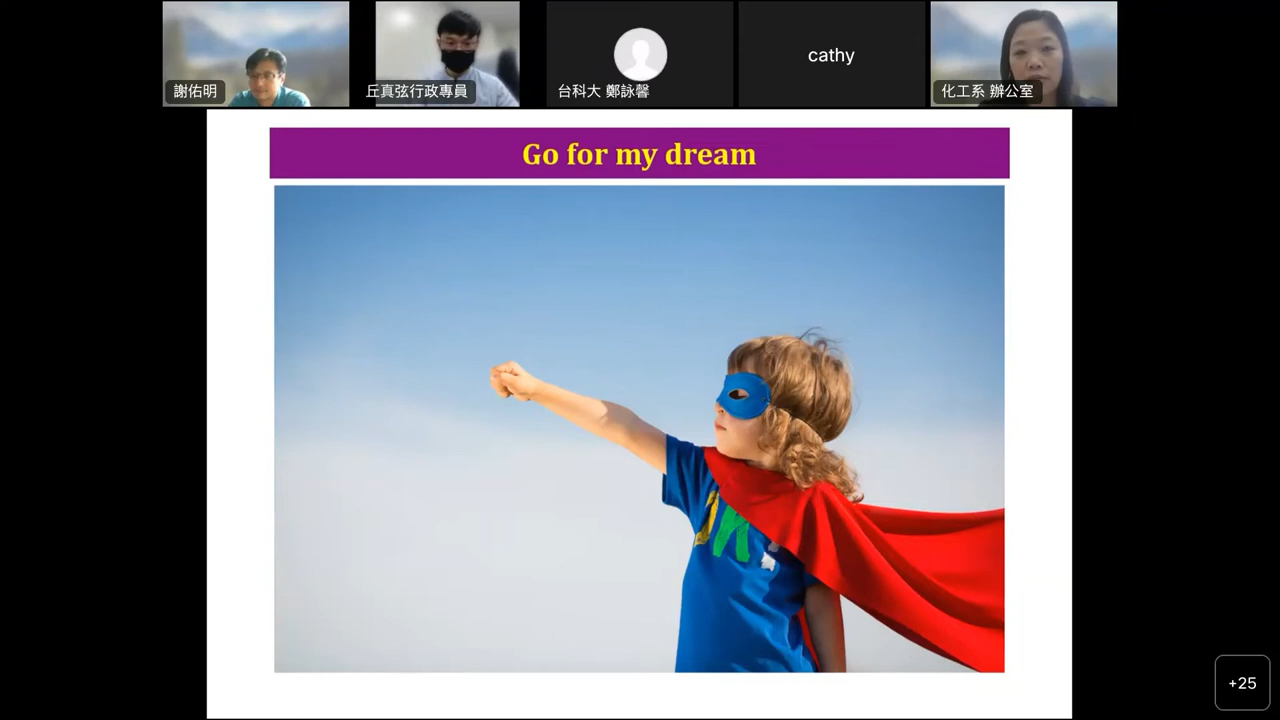 謝佑明
丘真弦行政專員
台科大 鄭詠馨
cathy
化工系 辦公室
Go for my dream
+25